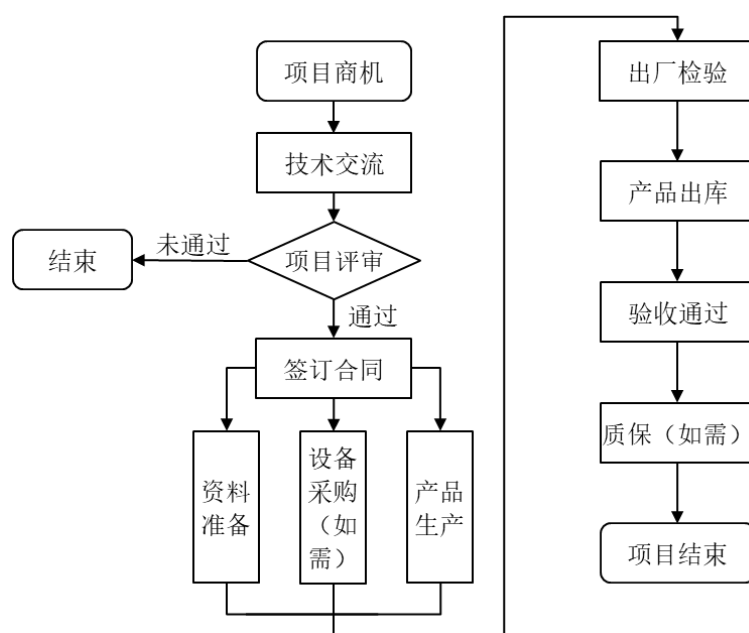 项目商机
技术交流
项目评审
未通过
结束
通过
签订合同
资料
准备
设备
采购
（如
需）
产品
生产
出厂检验
产品出库
验收通过
质保（如需）
项目结束